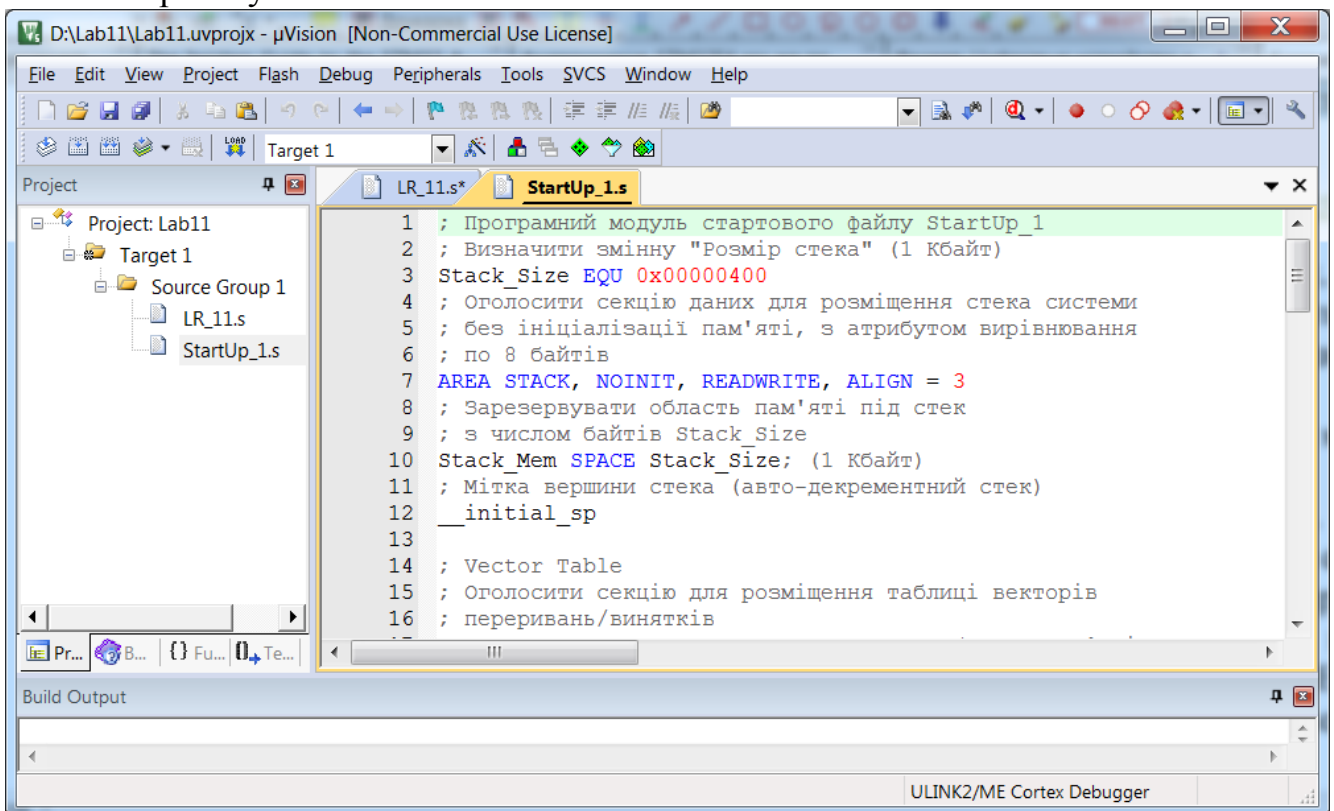 D:\Lab11\Lab11.uvprojx - µVision [Non-Commercial Use License]
File Edit View Project Flash Debug Peripherals Tools SVCS Window Help
LOAD Target 1
Project
LR_11.s* StartUp_1.s
Project: Lab11
Target 1
Source Group 1
LR_11.s
StartUp_1.s
1 ; Програмний модуль стартового файлу StartUp_1
2 ; Визначити змінну "Розмір стека" (1 Кбайт)
3 Stack_Size EQU 0x00000400
4 ; Оголосити секцію даних для розміщення стека системи
5 ; без ініціалізації пам'яті, з атрибутом вирівнювання
6 ; по 8 байтів
7 AREA STACK, NOINIT, READWRITE, ALIGN = 3
8 ; Зарезервувати область пам'яті під стек
9 ; з числом байтів Stack_Size
10 Stack_Mem SPACE Stack_Size; (1 Кбайт)
11 ; Мітка вершини стека (авто-декрементний стек)
12 __initial_sp
13
14 ; Vector Table
15 ; Оголосити секцію для розміщення таблиці векторів
16 ; переривань/винятків
Pr... B... {} Fu... Te...
Build Output
ULINK2/ME Cortex Debugger